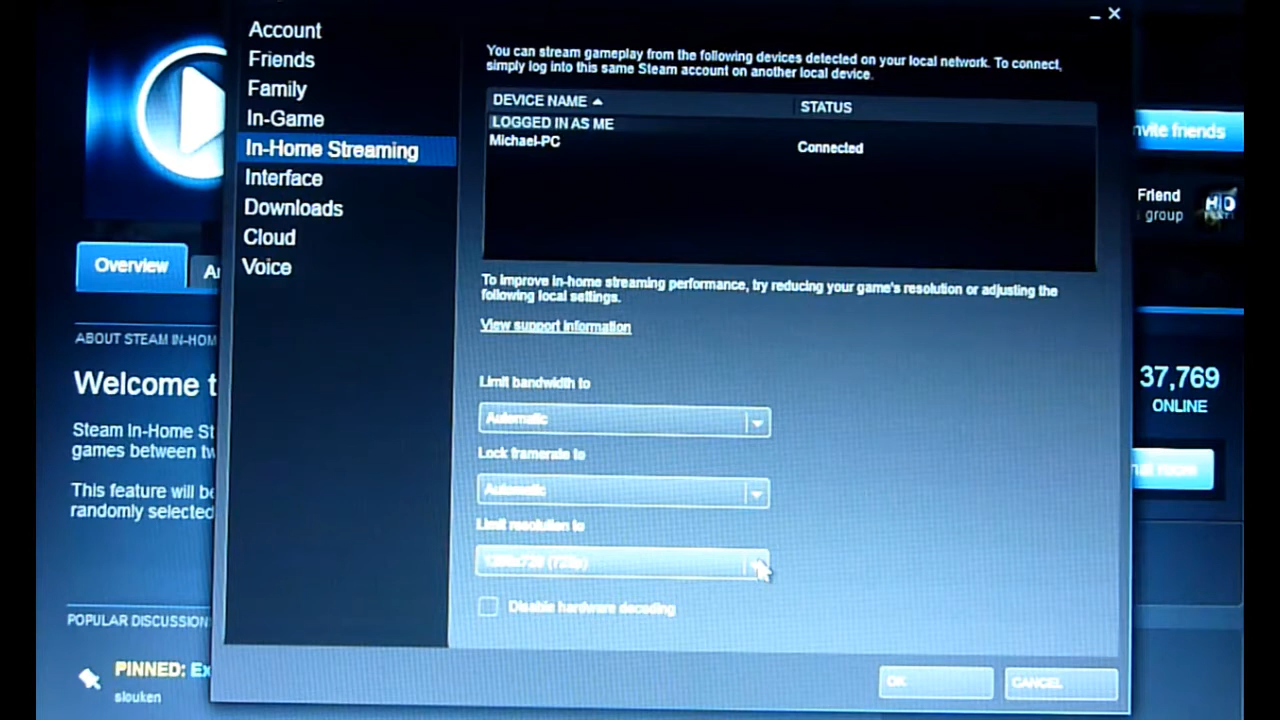 Account
Friends
Family
In-Game
In-Home Streaming
Interface
Downloads
Cloud
Voice
You can stream gameplay from the following devices detected on your local network. To connect,
simply log into this same Steam account on another local device.
DEVICE NAME
STATUS
LOGGED IN AS ME
Michael-PC
Connected
To improve in-home streaming performance, try reducing your game's resolution or adjusting the
following local settings.
View support information
Limit bandwidth to
Automatic
Lock framerate to
Automatic
Limit resolution to
(720p)
Disable hardware decoding
OK
CANCEL
Overview
ABOUT STEAM IN-HOM
Welcome t
Steam In-Home St
games between tw
This feature will be
randomly selected
POPULAR DISCUSSION
PINNED: Ex
slouken
nvite friends
Friend
group
HD
37,769
ONLINE